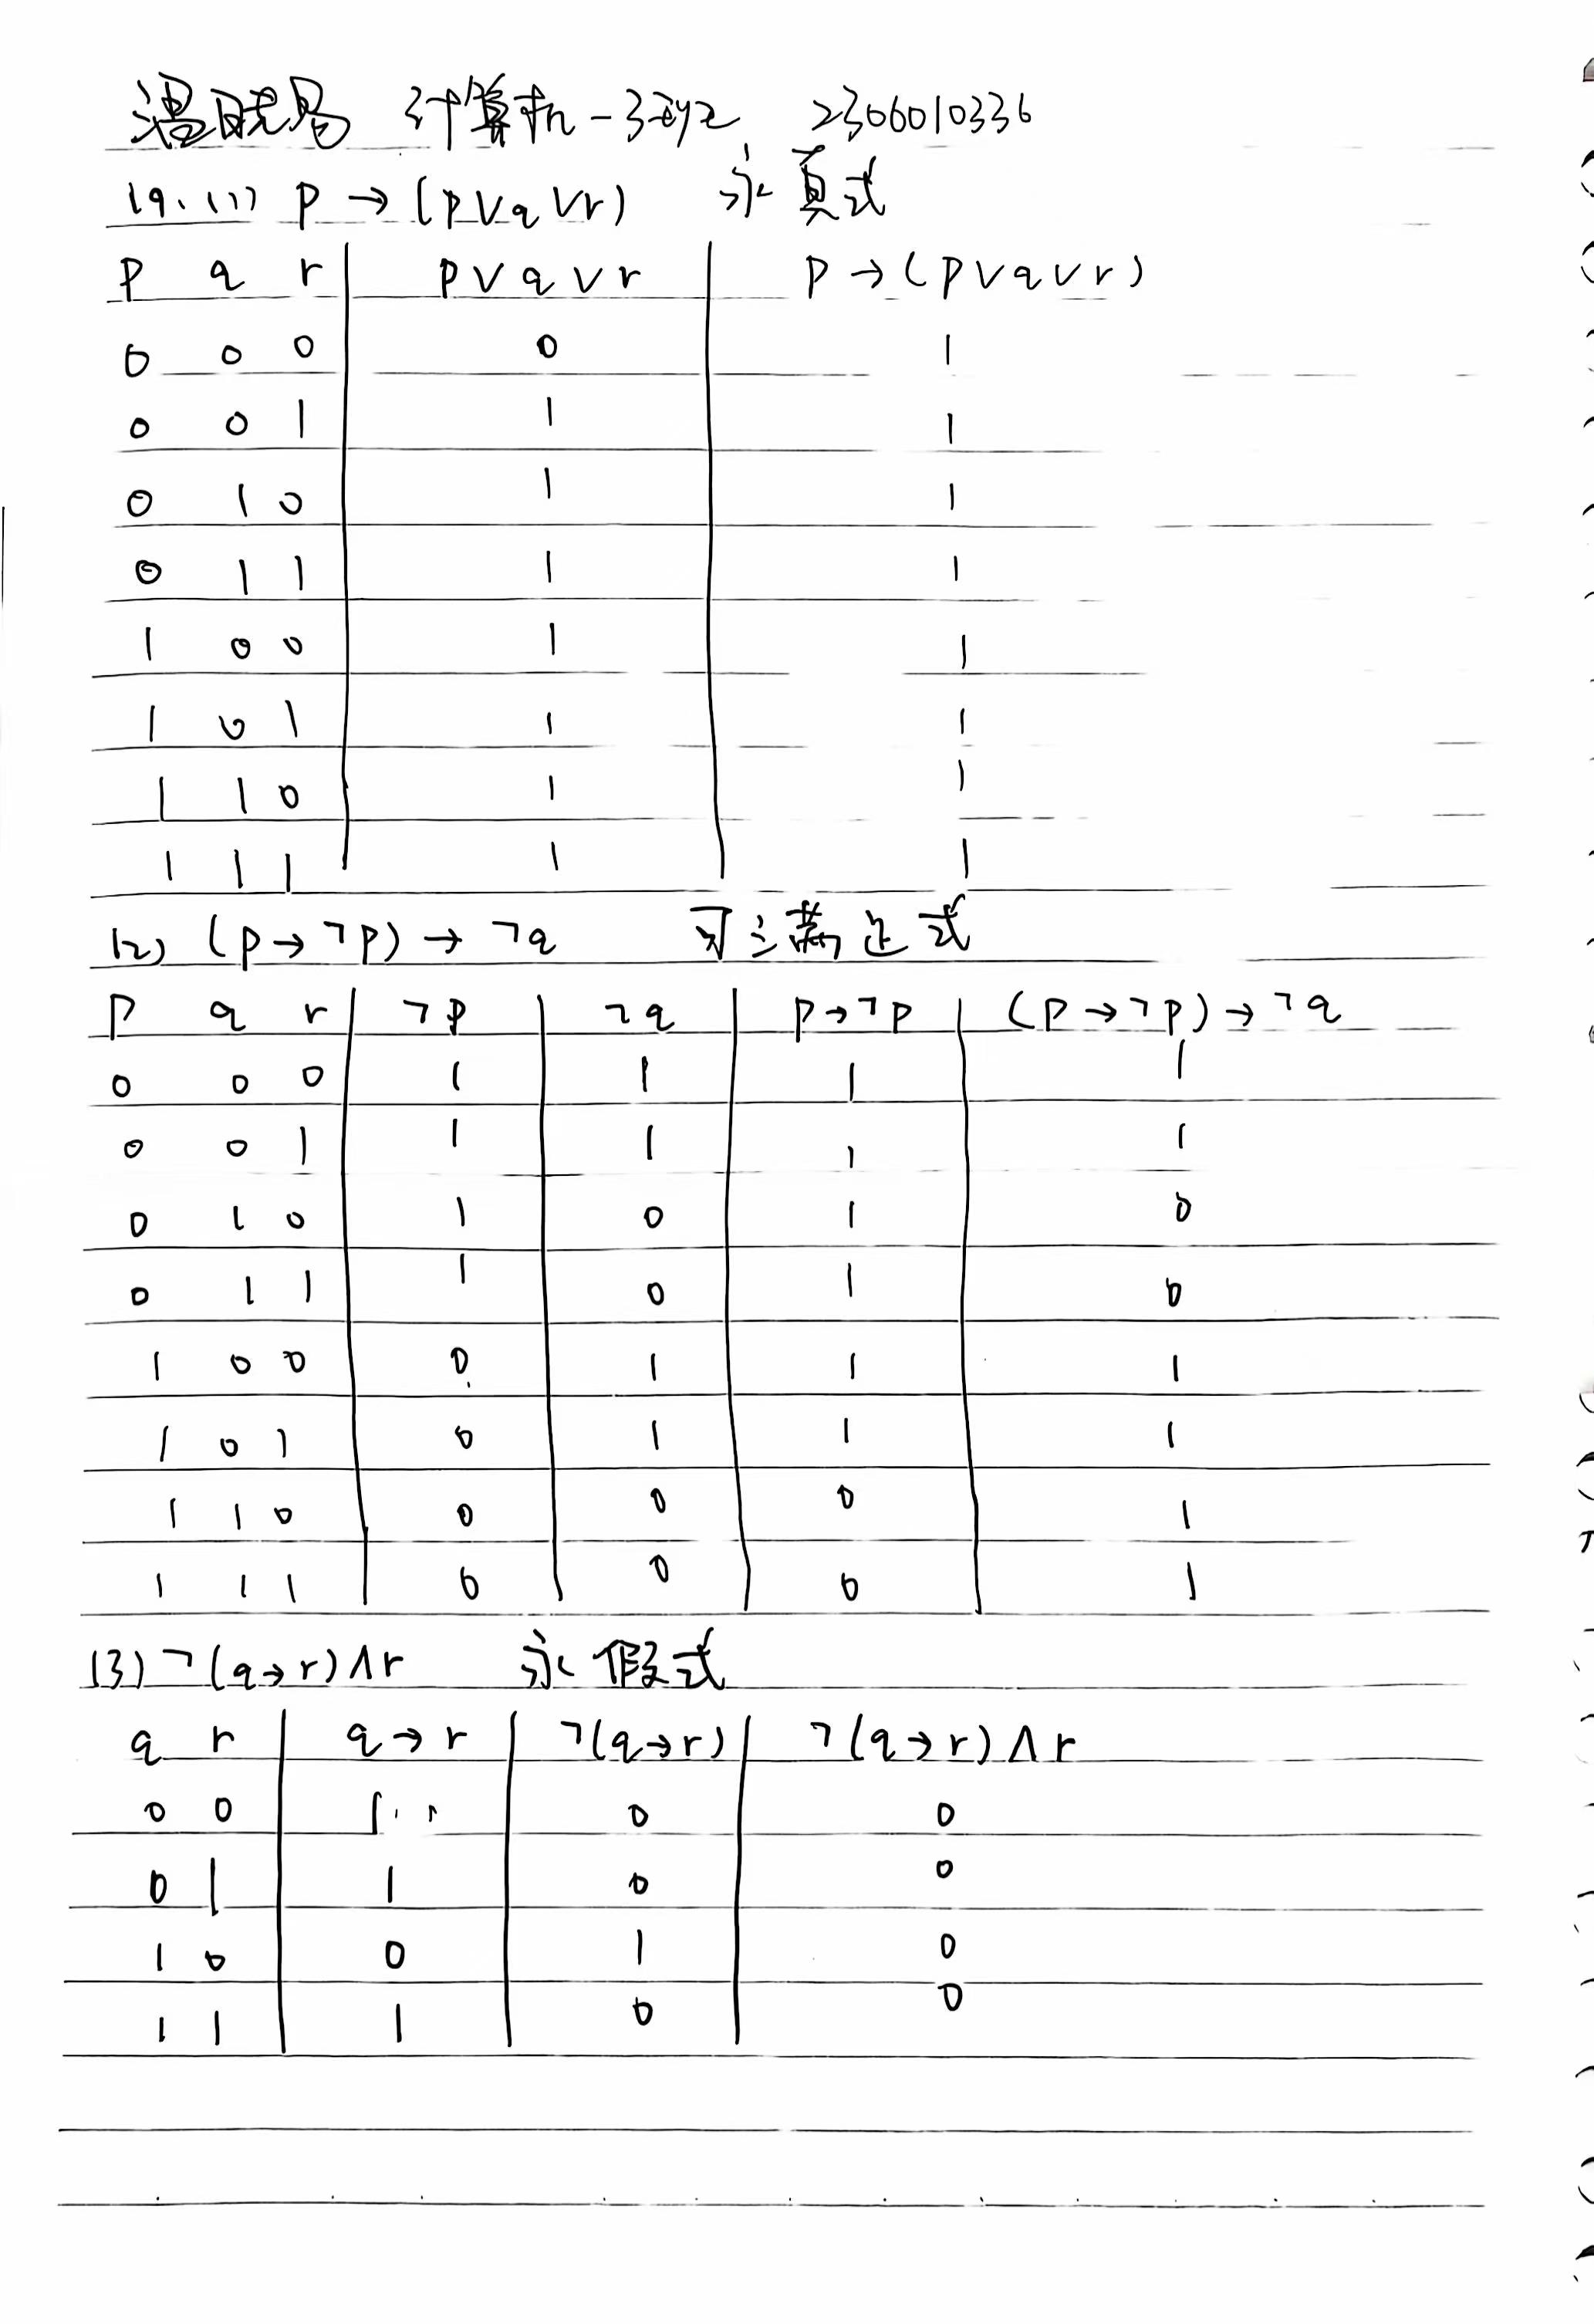 温晓易 计算机-3班 2306010336
19.(1) p→(p∨q∨r) 永真式
p q r p∨q∨r p→(p∨q∨r)
0 0 0 0 1
0 0 1 1 1
0 1 0 1 1
0 1 1 1 1
1 0 0 1 1
1 0 1 1 1
1 1 0 1 1
1 1 1 1 1
(2) (p→¬p)→¬q 可满足式
p q r ¬p ¬q p→¬p (p→¬p)→¬q
0 0 0 1 1 1 1
0 0 1 1 1 1 1
0 1 0 1 0 1 0
0 1 1 1 0 1 0
1 0 0 0 1 1 1
1 0 1 0 1 1 1
1 1 0 0 0 0 1
1 1 1 0 0 0 1
(3) ¬(q→r)∧r 永假式
q r q→r ¬(q→r) ¬(q→r)∧r
0 0 1 0 0
0 1 1 0 0
1 0 0 1 0
1 1 1 0 0